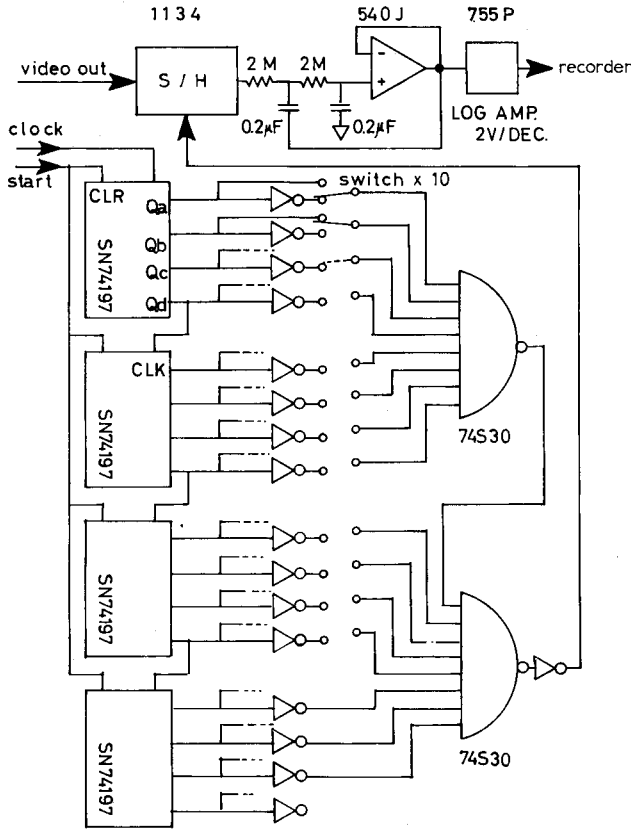 1134
540J
755P
video out
S / H
2 M
2M
recorder
0.2μF
0.2μF
LOG AMP.
2V/DEC.
clock
start
switch x 10
CLR
Qa
Qb
Qc
Qd
SN74197
CLK
SN74197
74S30
SN74197
SN74197
74S30